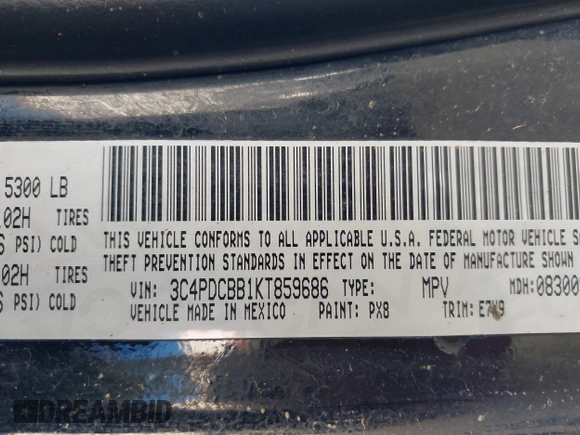 5300 LB
02H TIRES
PSI) COLD
02H TIRES
PSI) COLD
THIS VEHICLE CONFORMS TO ALL APPLICABLE U.S.A. FEDERAL MOTOR VEHICLE
THEFT PREVENTION STANDARDS IN EFFECT ON THE DATE OF MANUFACTURE SHOWN
VIN: 3C4PDCBB1KT859686 TYPE: MPV MDH: 08300
VEHICLE MADE IN MEXICO PAINT: PX8 TRIM:
DREAMBID